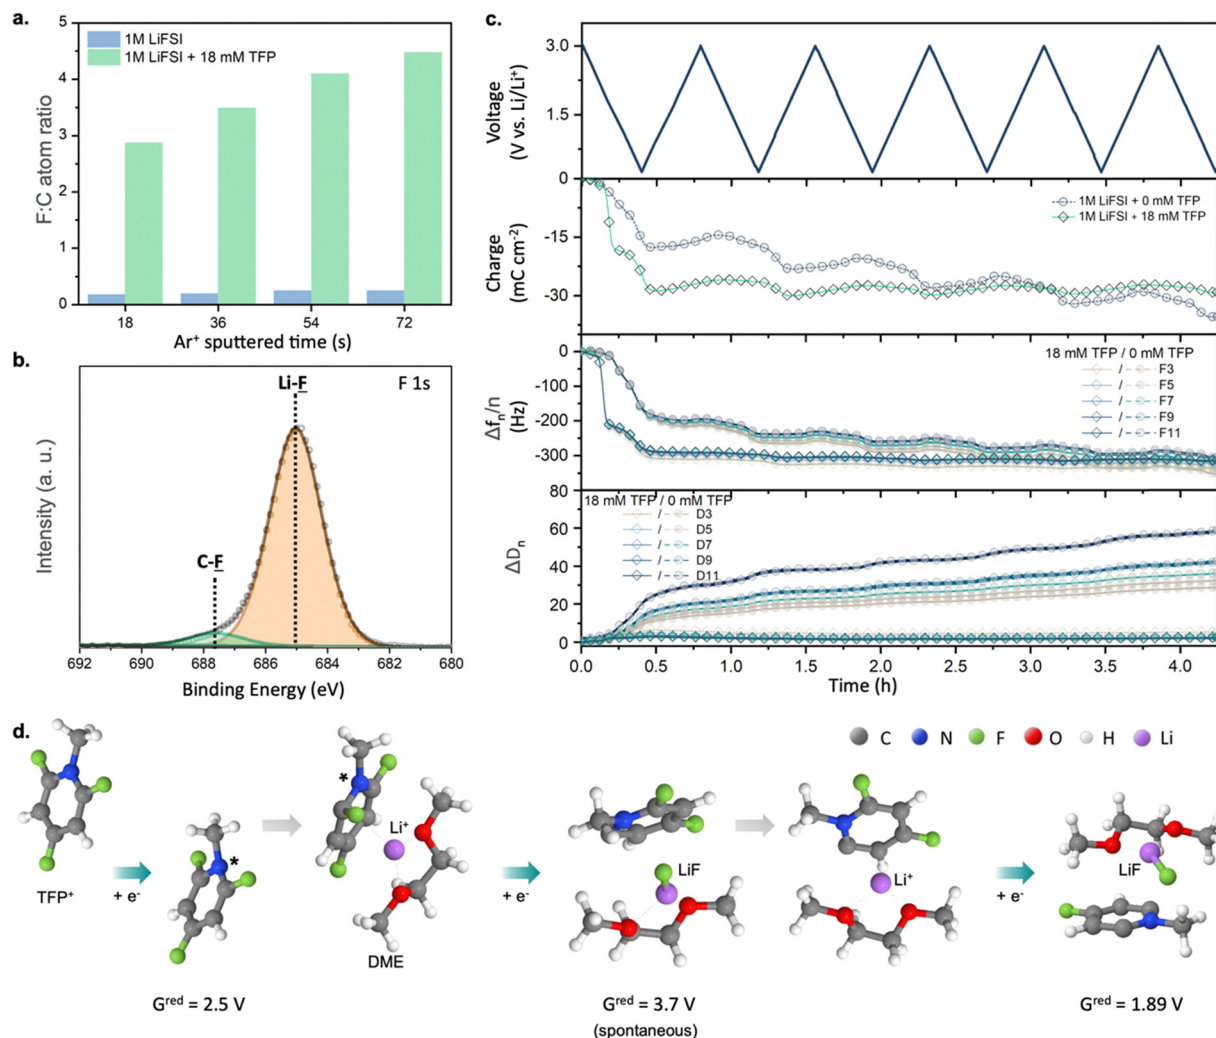 a.
5
4
3
2
1
0
F:C atom ratio
1M LiFSI
1M LiFSI + 18 mM TFP
18 36 54 72
Ar⁺ sputtered time (s)
b.
F 1s
Li-F
C-F
Intensity (a. u.)
692 690 688 686 684 682 680
Binding Energy (eV)
c.
3.0
1.5
0
Voltage
(V vs. Li/Li⁺)
1M LiFSI + 0 mM TFP
1M LiFSI + 18 mM TFP
-15
-30
Charge
(mC cm⁻²)
18 mM TFP / 0 mM TFP
/ F3
/ F5
/ F7
/ F9
/ F11
0
-100
-200
-300
Δfₙ/n
(Hz)
18 mM TFP / 0 mM TFP
/ D3
/ D5
/ D7
/ D9
/ D11
80
60
40
20
0
ΔDₙ
0.0 0.5 1.0 1.5 2.0 2.5 3.0 3.5 4.0
Time (h)
d.
C N F O H Li
TFP⁺
+ e⁻
*
*
Li⁺
DME
+ e⁻
LiF
Li⁺
+ e⁻
LiF
Gʳᵉᵈ = 2.5 V
Gʳᵉᵈ = 3.7 V
(spontaneous)
Gʳᵉᵈ = 1.89 V